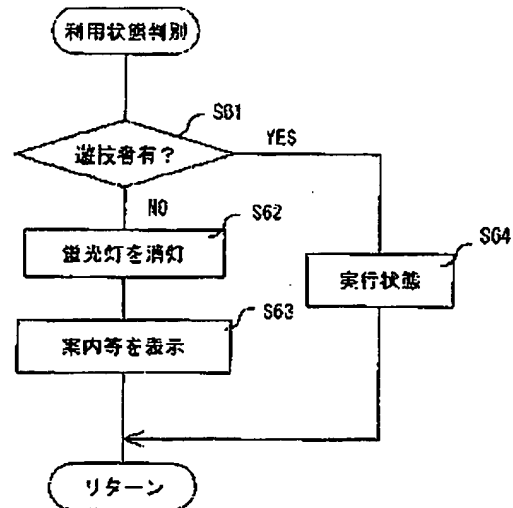 利用状態判別
S61
遊技者有?
YES
NO
S62
蛍光灯を消灯
S64
実行状態
S63
案内等を表示
リターン